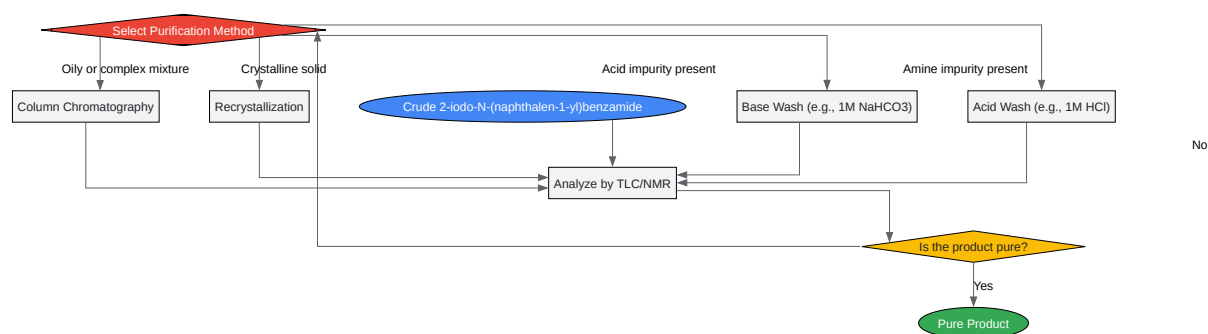 Select Purification Method
Oily or complex mixture
Crystalline solid
Acid impurity present
Amine impurity present
Column Chromatography
Recrystallization
Crude 2-iodo-N-(naphthalen-1-yl)benzamide
Base Wash (e.g., 1M NaHCO3)
Acid Wash (e.g., 1M HCl)
No
Analyze by TLC/NMR
Is the product pure?
Yes
Pure Product